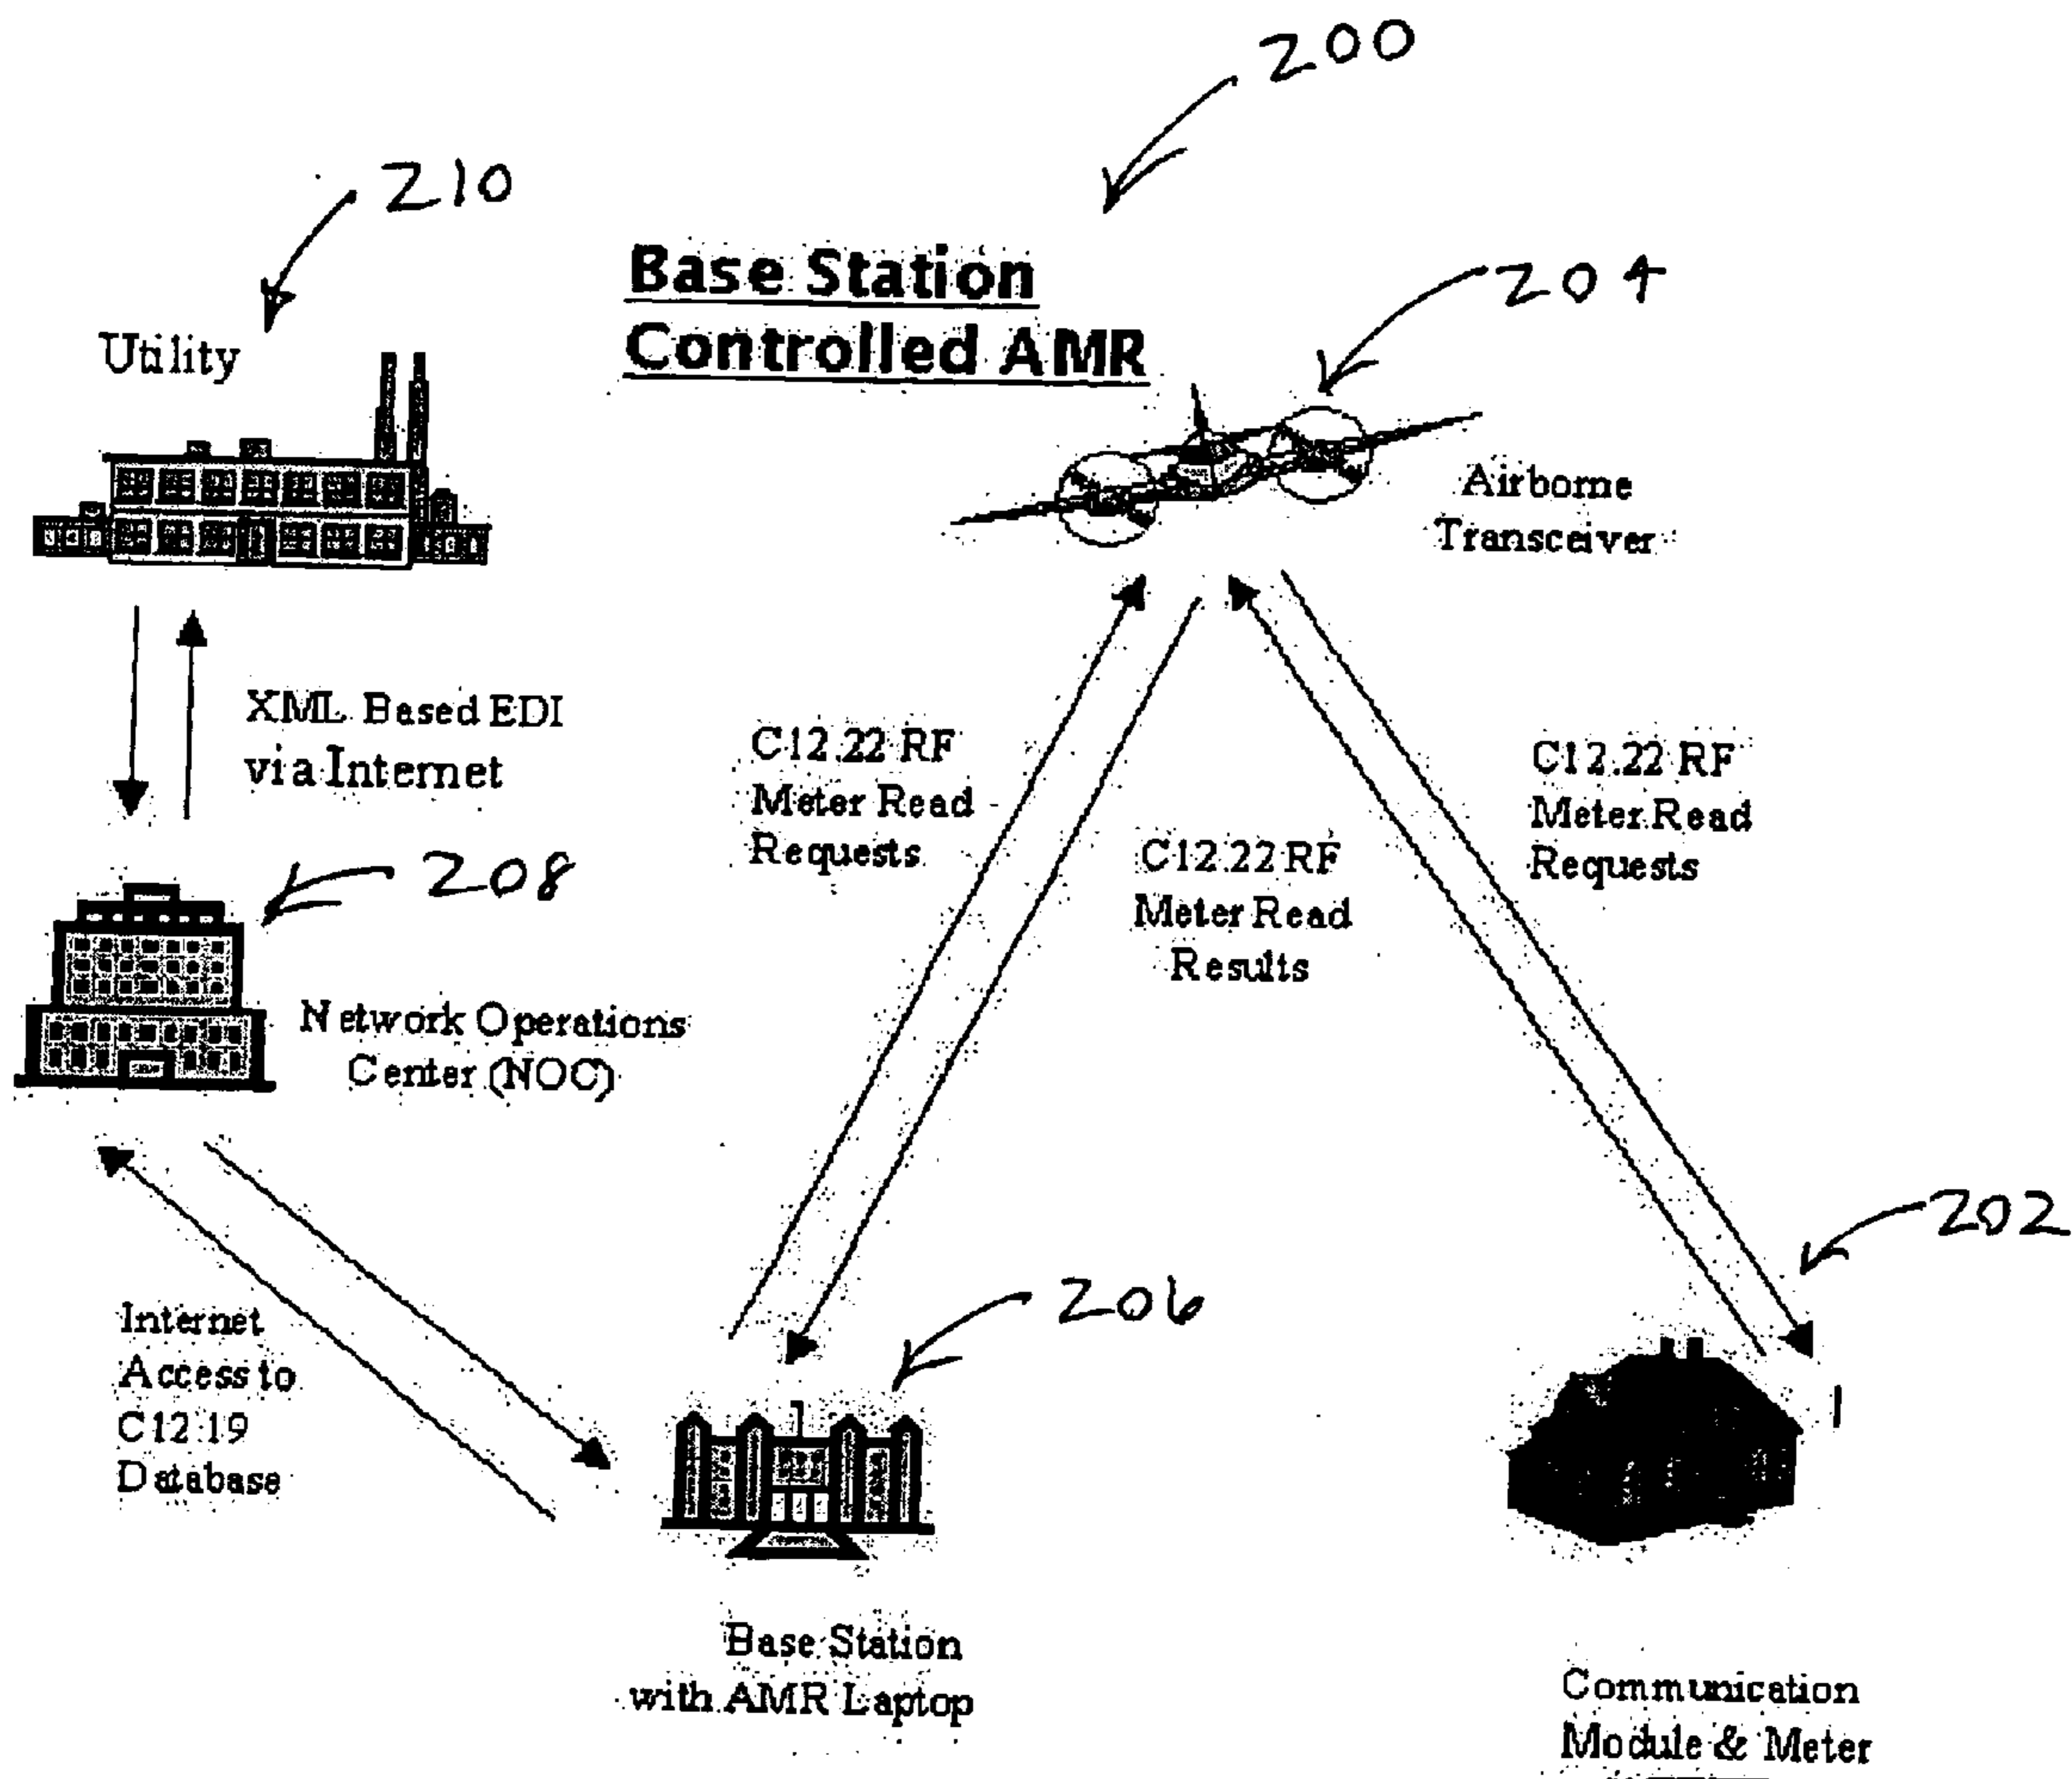 200
210
Base Station
Controlled AMR
204
Utility
Airborne
Transceiver
XML Based EDI
via Internet
C12.22 RF
Meter Read
Requests
C12.22 RF
Meter Read
Requests
C12.22 RF
Meter Read
Results
208
Network Operations
Center (NOC)
202
206
Internet
Access to
C12.19
Database
Base Station
with AMR Laptop
Communication
Module & Meter